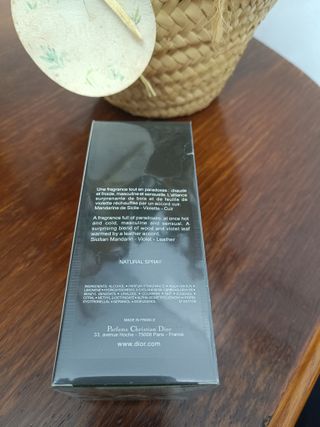 Une fragrance tout en paradoxes : chaude
et froide, masculine et sensuelle. L'alliance
surprenante de bois et de feuille de
violette réchauffée par un accord cuir.
Mandarine de Sicile - Violette - Cuir
A fragrance full of paradoxes, at once hot
and cold, masculine and sensual. A
surprising blend of wood and violet leaf
warmed by a leather accord.
Sicilian Mandarin - Violet - Leather
NATURAL SPRAY
MADE IN FRANCE
Parfums Christian Dior
33, avenue Hoche - 75008 Paris - France
www.dior.com